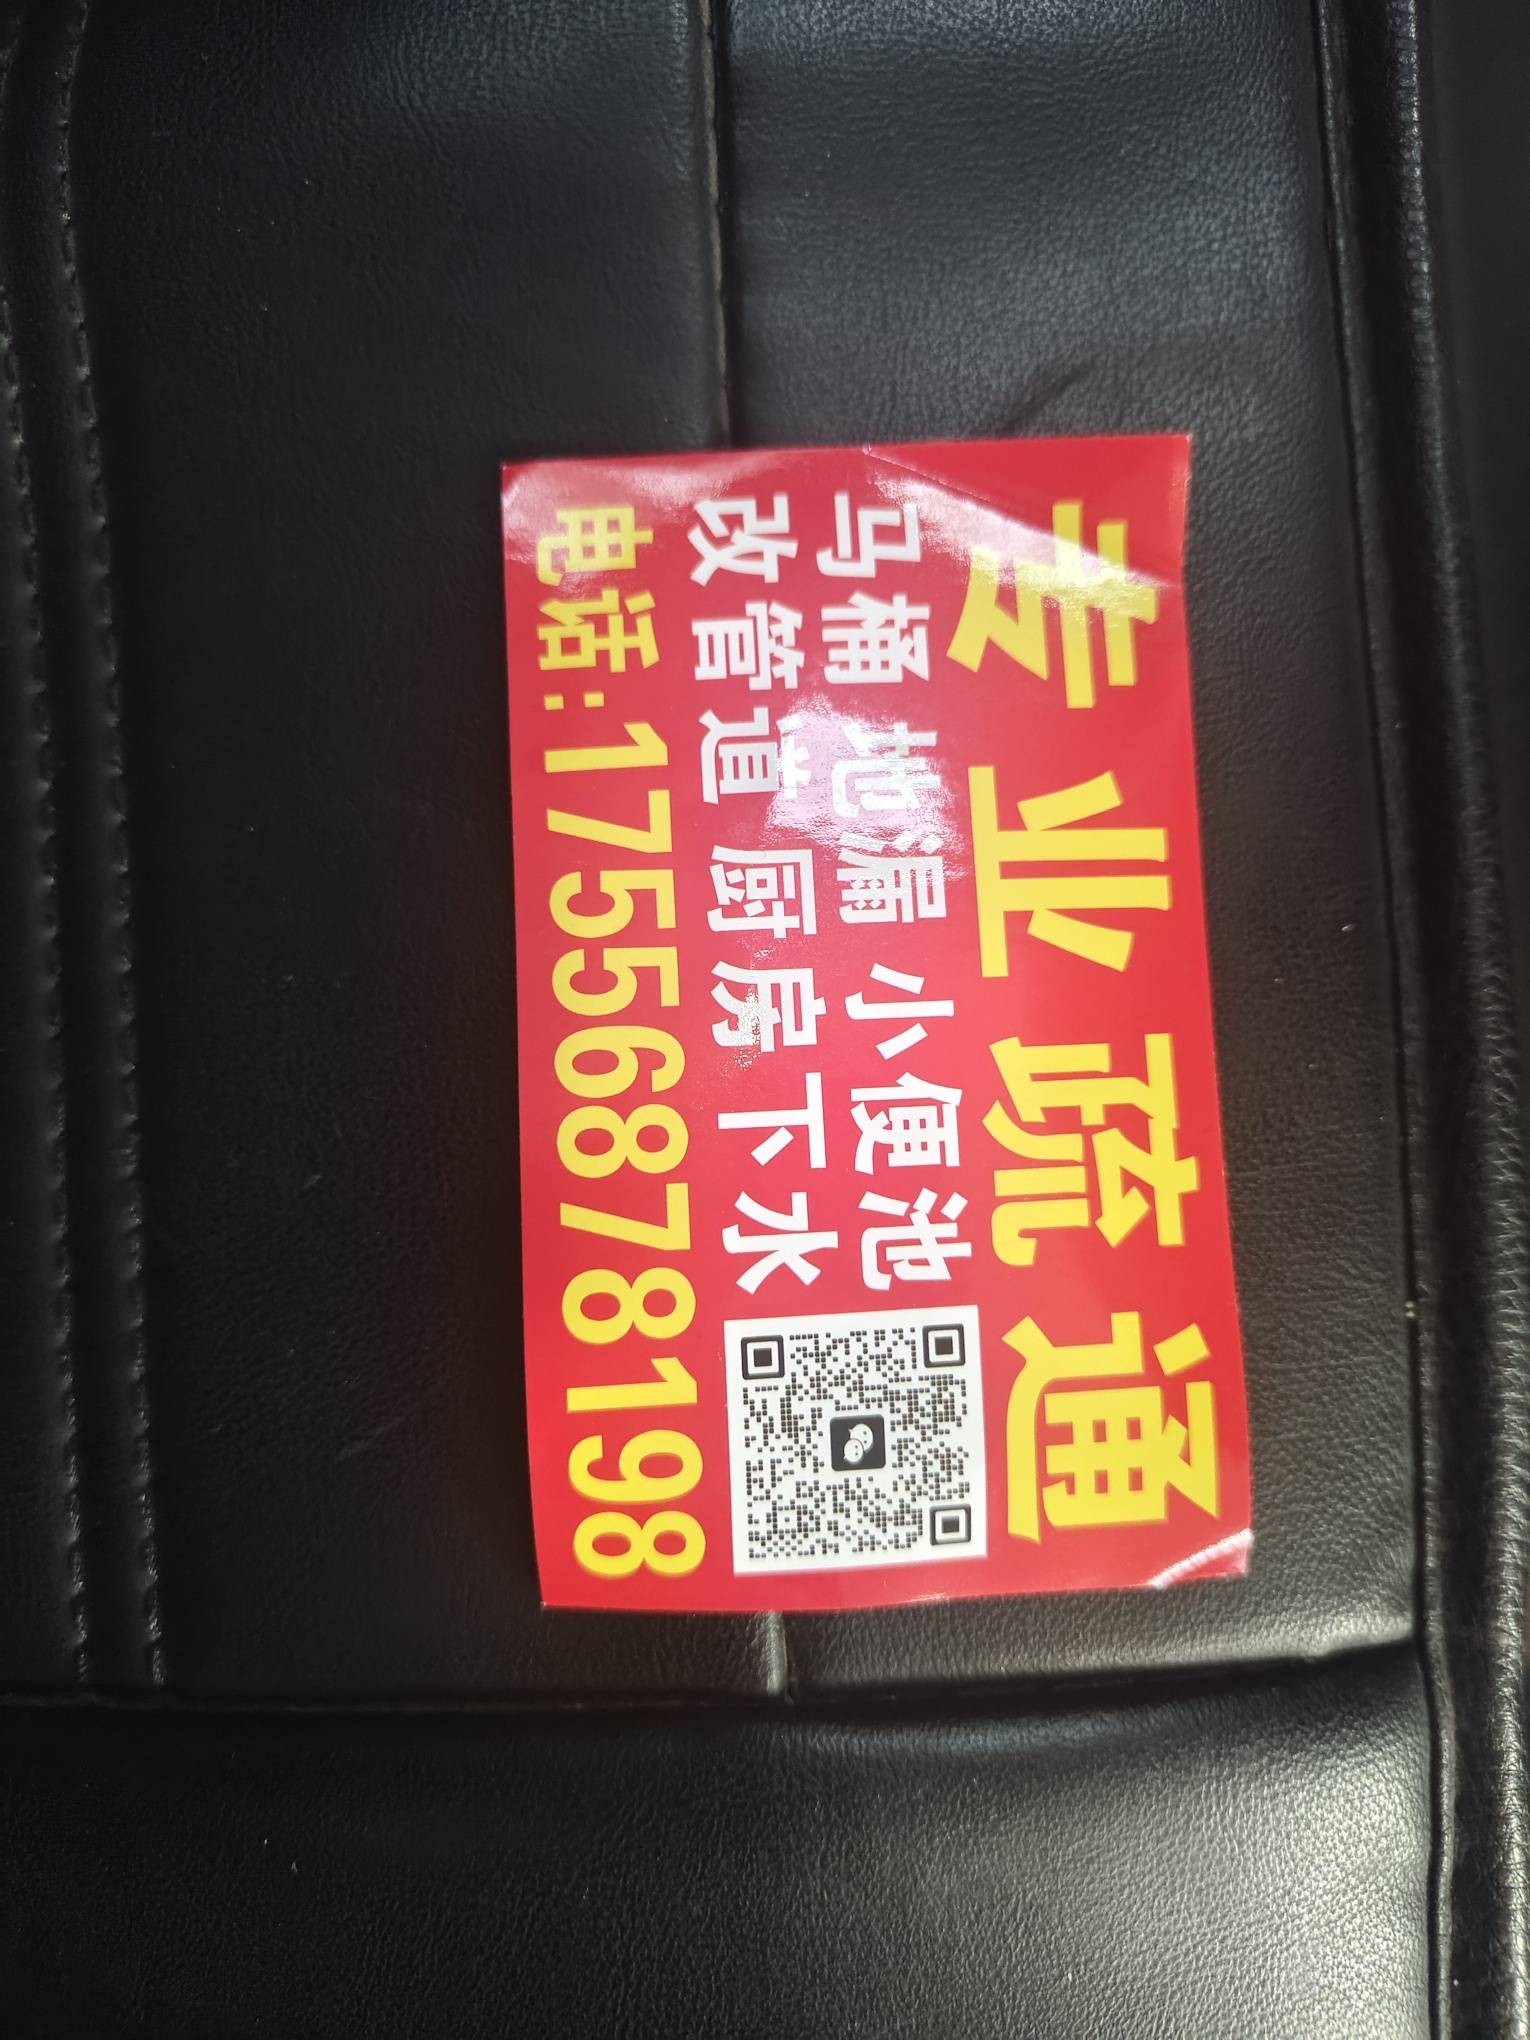 专业疏通
马桶 地漏 小便池
改管道 厨房下水
电话:17556878198